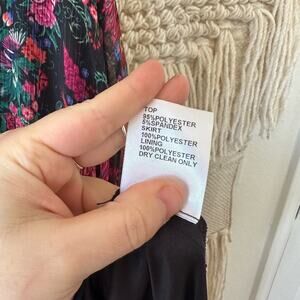 TOP
95%POLYESTER
5%SPANDEX
SKIRT
100%POLYESTER
LINING
100%POLYESTER
DRY CLEAN ONLY